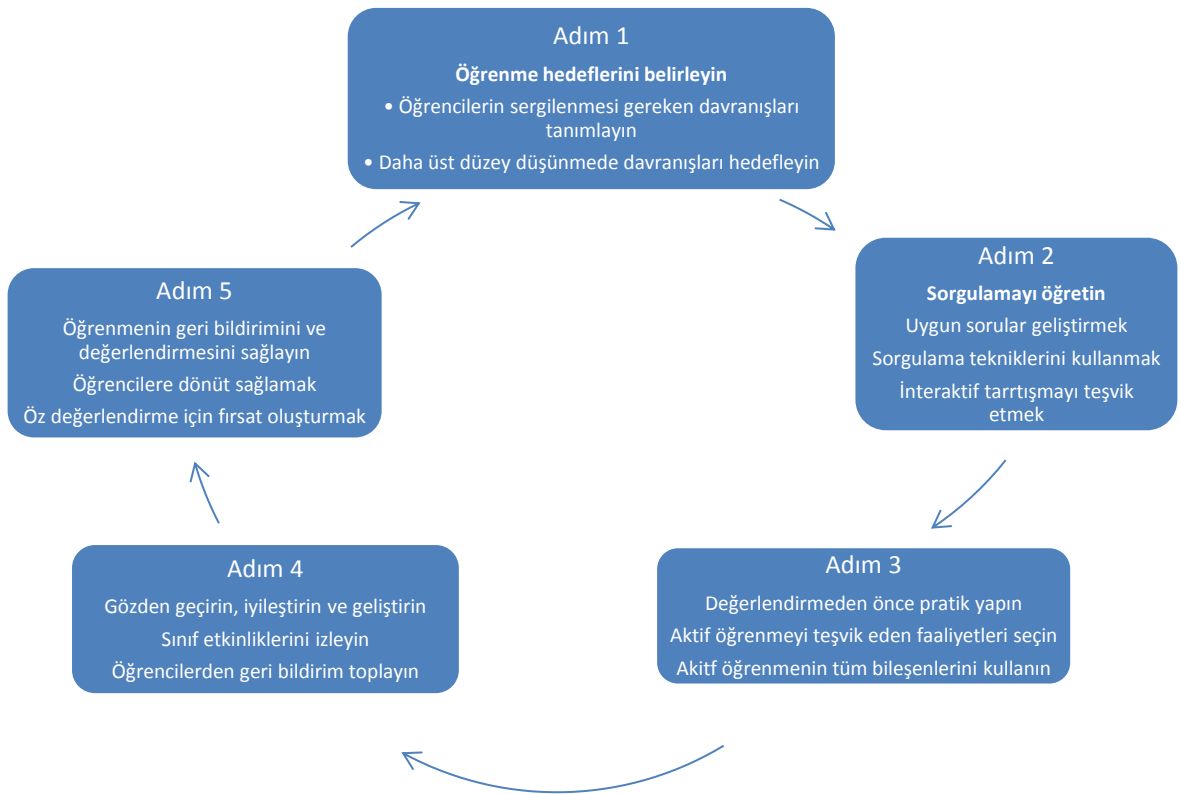 Adım 1
Öğrenme hedeflerini belirleyin
• Öğrencilerin sergilenmesi gereken davranışları
tanımlayın
• Daha üst düzey düşünmede davranışları hedefleyin
Adım 2
Sorgulamayı öğretin
Uygun sorular geliştirmek
Sorgulama tekniklerini kullanmak
İnteraktif tarrtışmayı teşvik
etmek
Adım 3
Değerlendirmeden önce pratik yapın
Aktif öğrenmeyi teşvik eden faaliyetleri seçin
Akitf öğrenmenin tüm bileşenlerini kullanın
Adım 4
Gözden geçirin, iyileştirin ve geliştirin
Sınıf etkinliklerini izleyin
Öğrencilerden geri bildirim toplayın
Adım 5
Öğrenmenin geri bildirimini ve
değerlendirmesini sağlayın
Öğrencilere dönüt sağlamak
Öz değerlendirme için fırsat oluşturmak